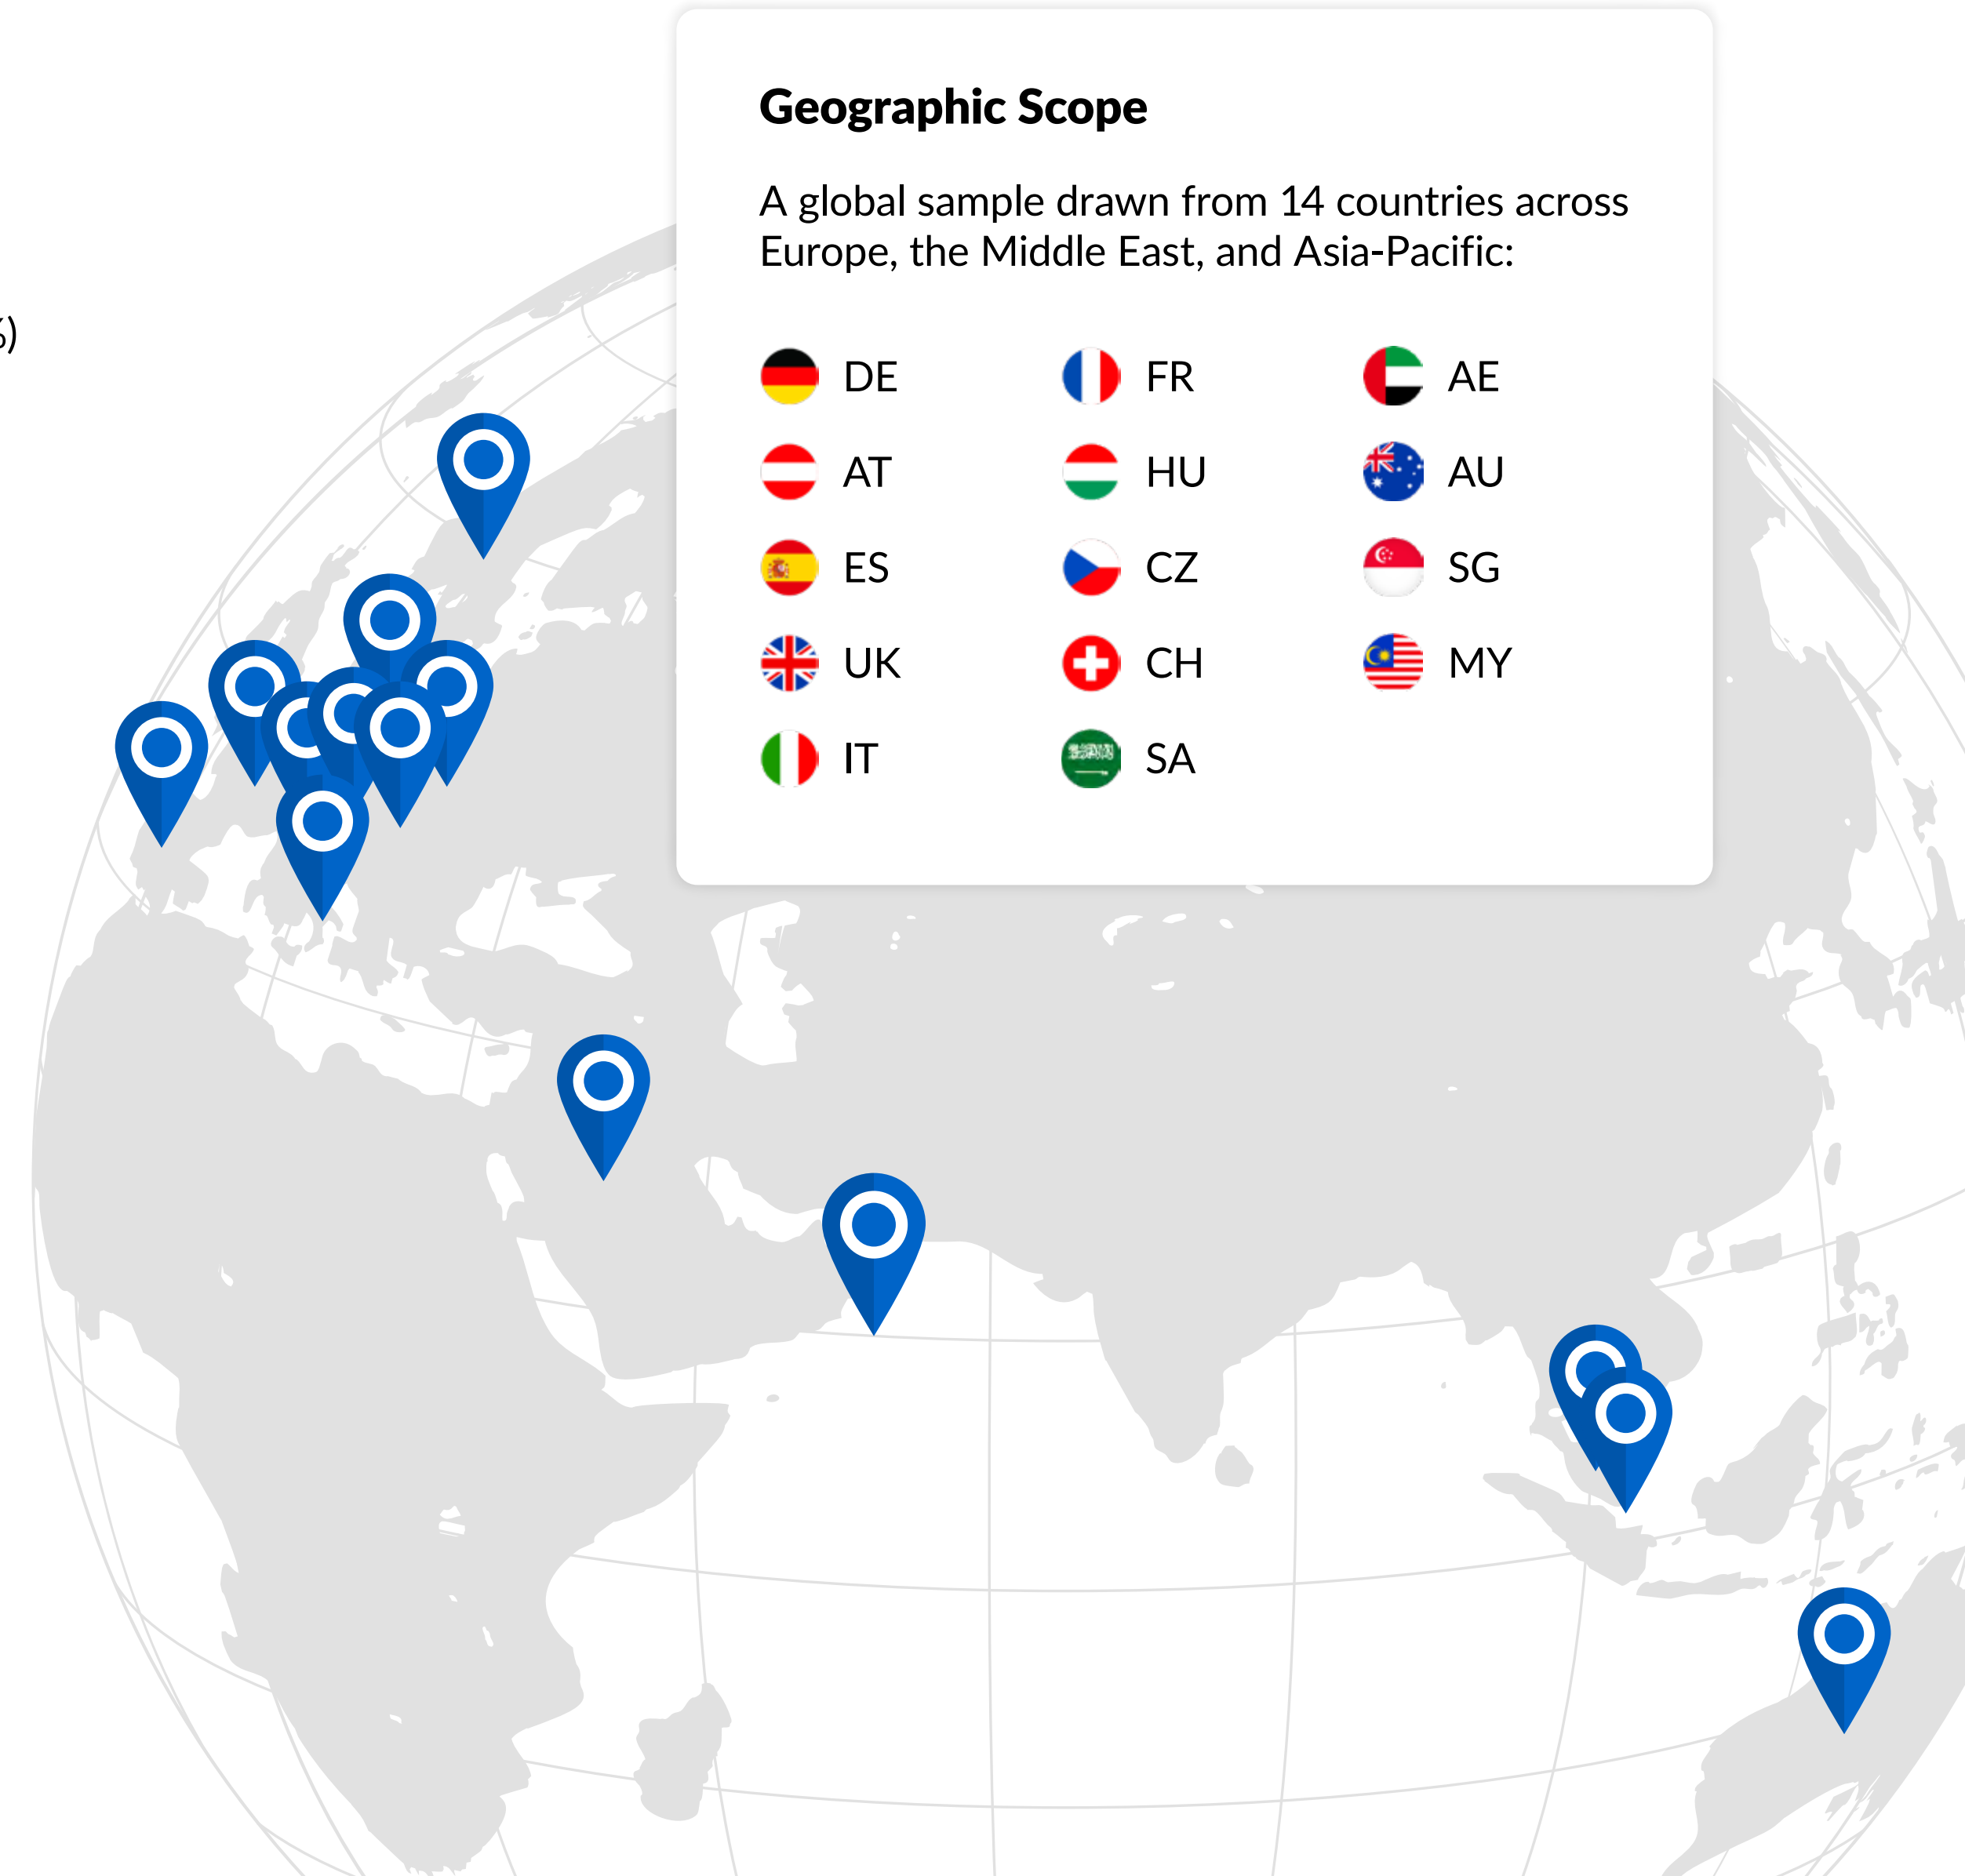 Geographic Scope
A global sample drawn from 14 countries across
Europe, the Middle East, and Asia-Pacific:
%)
DE
FR
AE
AT
HU
AU
ES
CZ
SG
UK
CH
MY
IT
SA